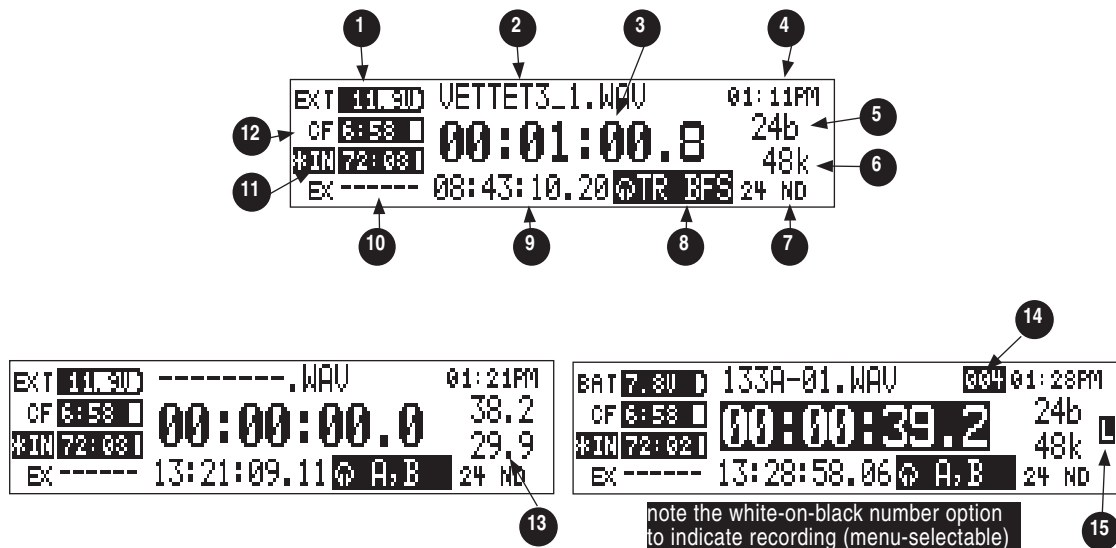 1 2 3 4
EXT 11.9V VETTET3_1.WAV 01:11PM
5
24b
12 CF 6:58 00:01:00.8
48k 6
*IN 72:08
11
EX ------ 08:43:10.20 TR BFS 24 ND
10 9 8 7
14
EXT 11.9V --------.WAV 01:21PM
CF 6:58 00:00:00.0 38.2
*IN 72:08 29.9
EX ------ 13:21:09.11 A,B 24 ND
13
BAT 7.8V 133A-01.WAV 004 01:28PM
CF 6:58 00:00:39.2 24b
L
*IN 72:02 48k
EX ------ 13:28:58.06 A,B 24 ND
15
note the white-on-black number option
to indicate recording (menu-selectable)